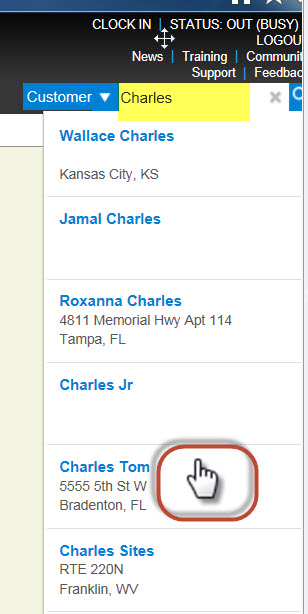 CLOCK IN | STATUS: OUT (BUSY)
LOGOU
News | Training | Communit
Support | Feedbac
Customer Charles
Wallace Charles
Kansas City, KS
Jamal Charles
Roxanna Charles
4811 Memorial Hwy Apt 114
Tampa, FL
Charles Jr
Charles Tom
5555 5th St W
Bradenton, FL
Charles Sites
RTE 220N
Franklin, WV